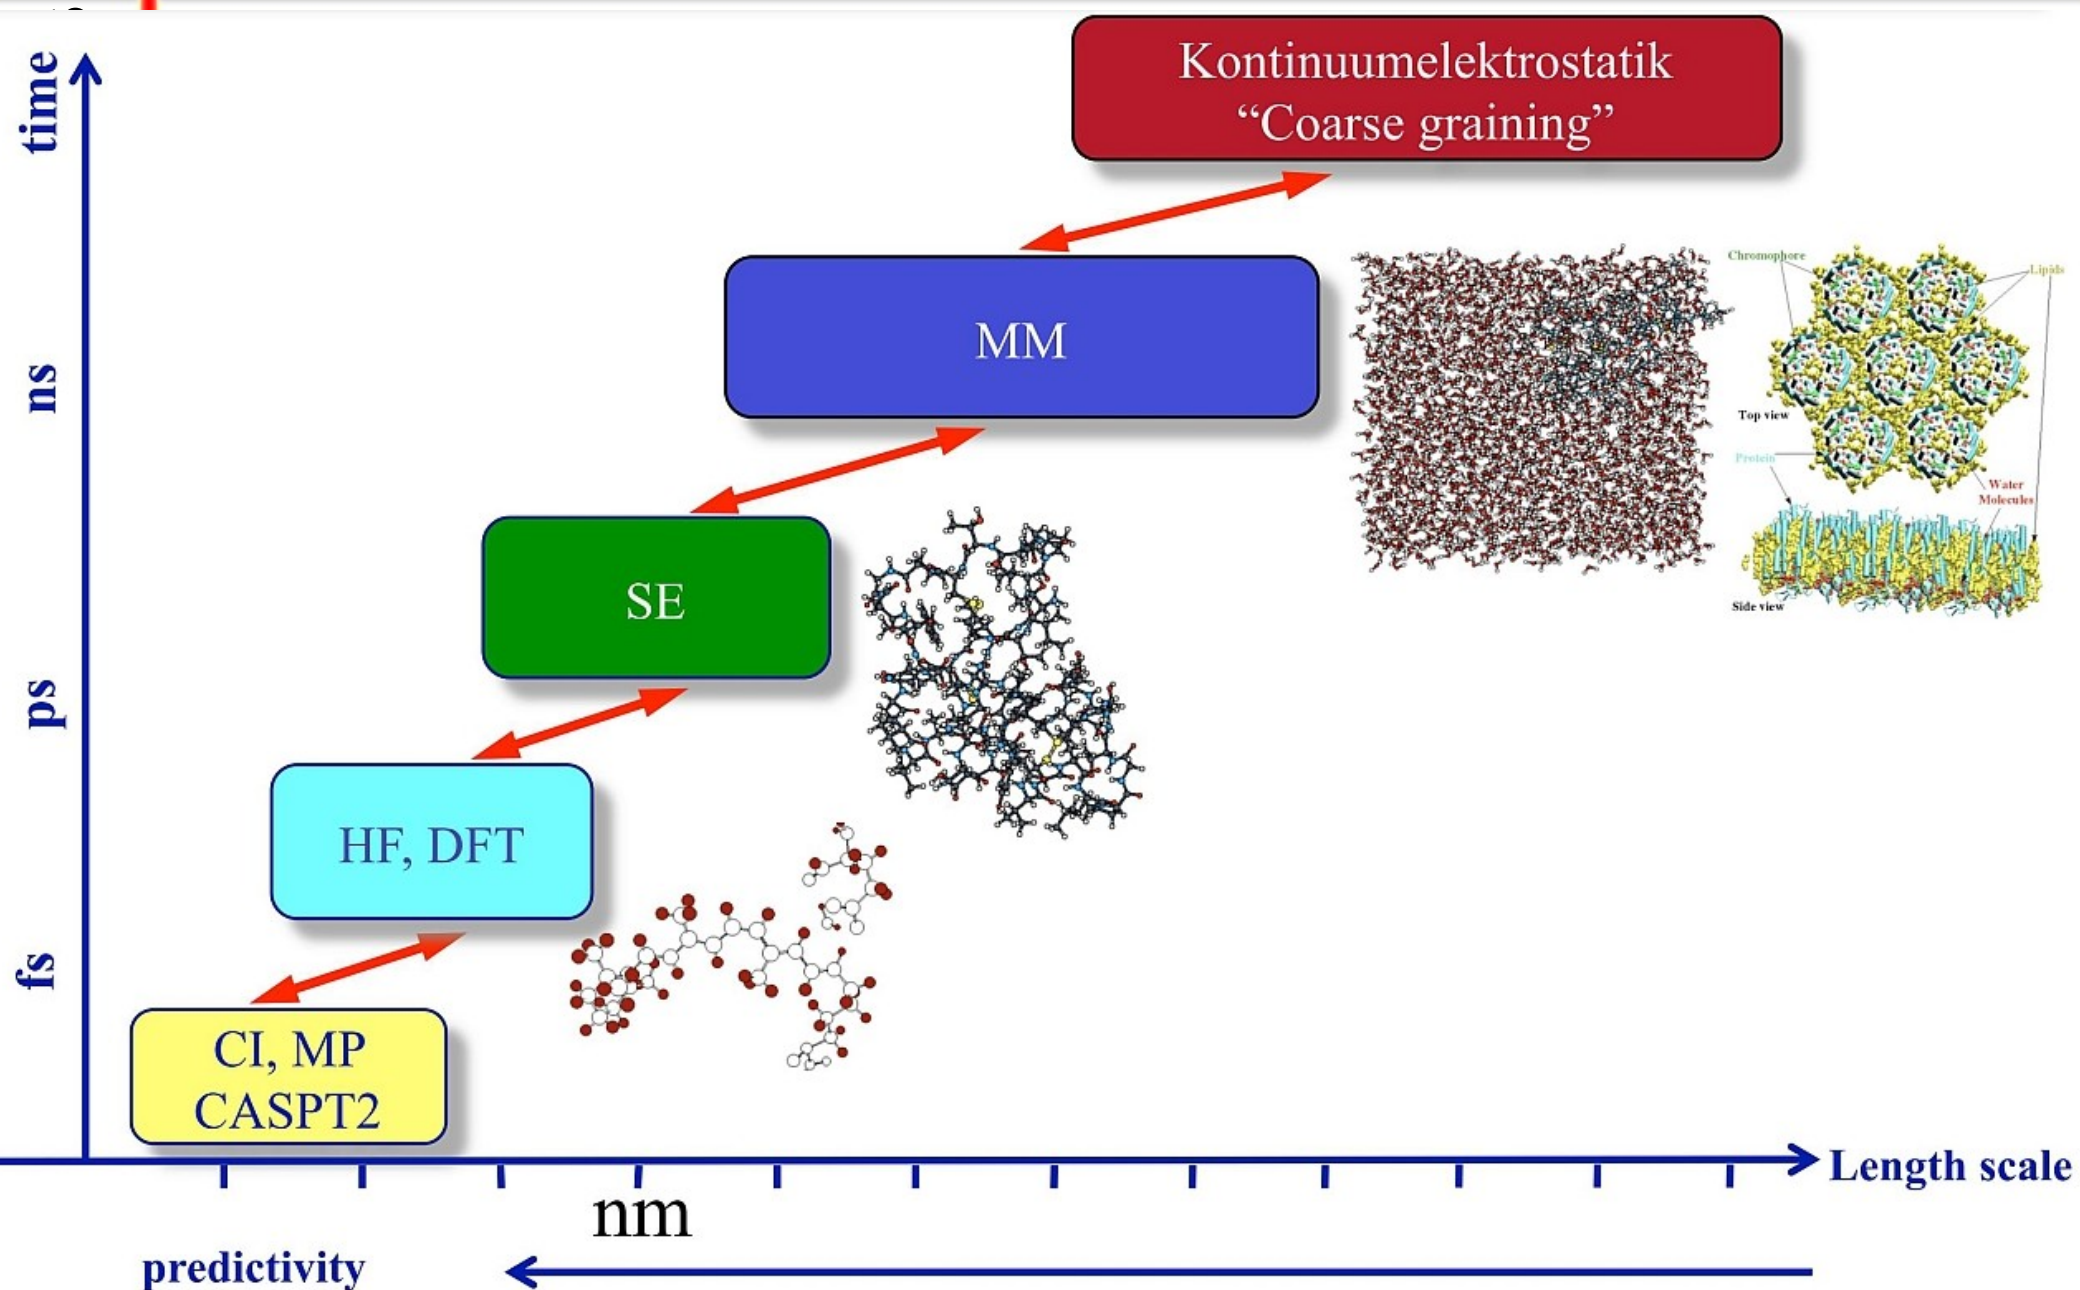 time
Kontinuumelektrostatik
“Coarse graining”
MM
ns
Chromophore
Lipids
Top view
Protein
Water
Molecules
Side view
SE
ps
HF, DFT
fs
CI, MP
CASPT2
Length scale
nm
predictivity